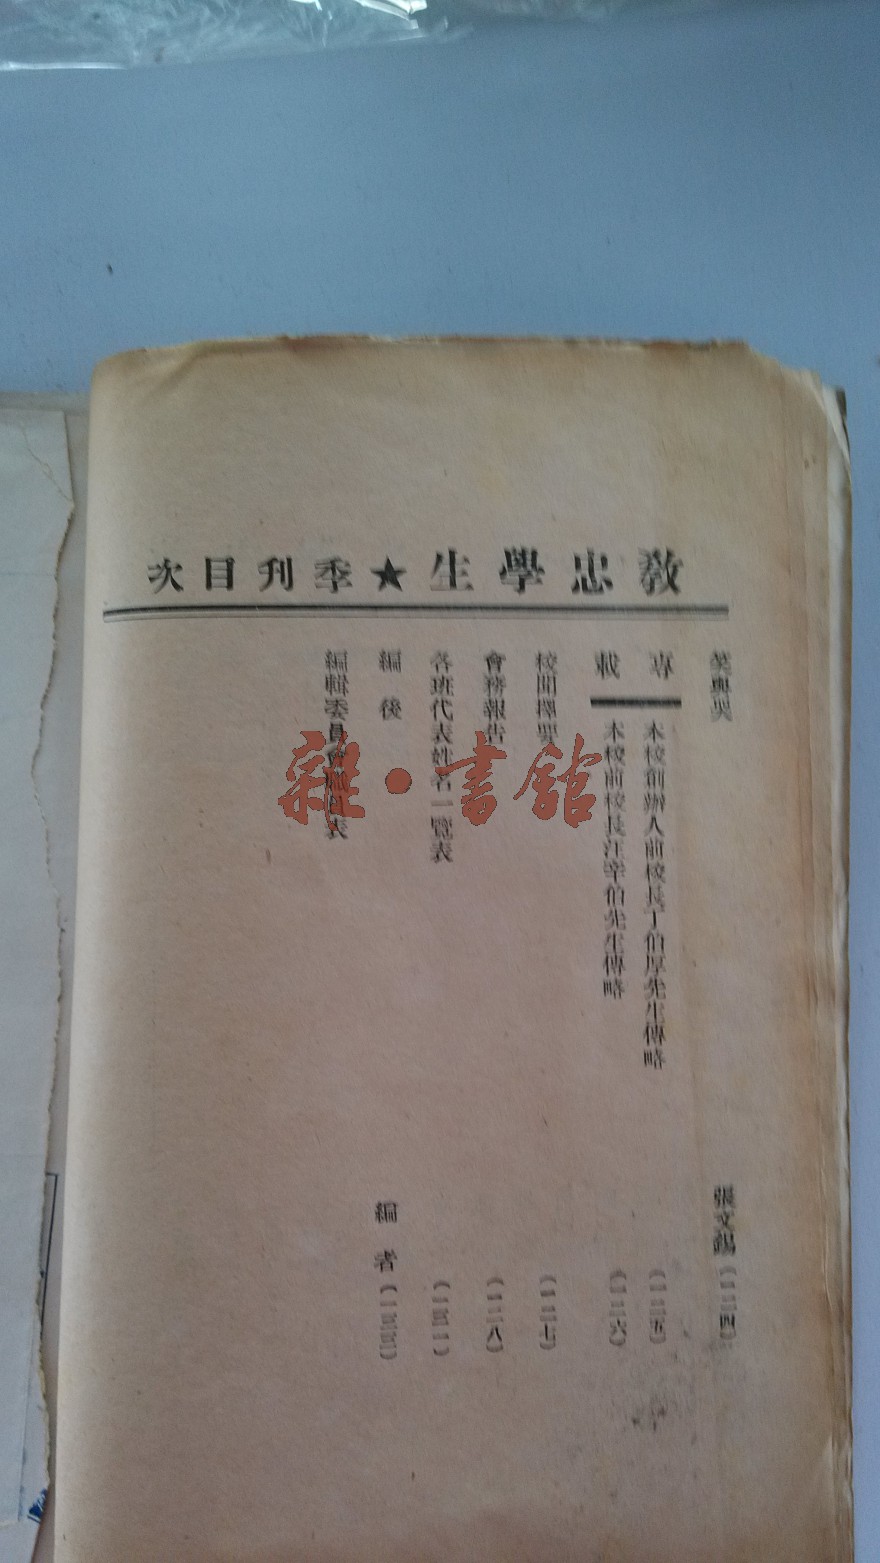 教忠學生★季刊目次
笑與哭 張文錫 (一二四)
專載
本校創辦人前校長丁伯厚先生傳略 (一二五)
本校前校長汪宰伯先生傳略 (一二六)
校聞擇要 (一二七)
會務報告 (一二八)
各班代表姓名一覽表 (一三一)
編後 編者 (一三三)
編輯委員會職員表
雜·書館